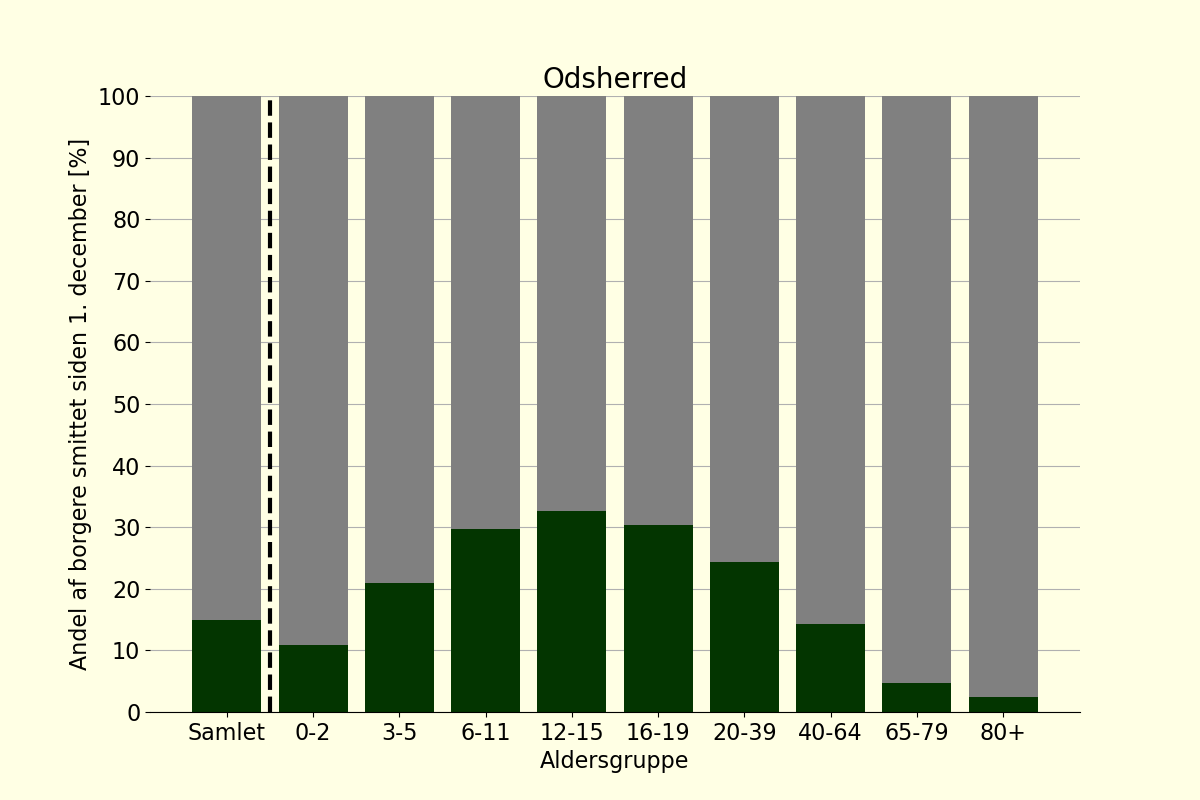 Odsherred
Andel af borgere smittet siden 1. december [%]
100
90
80
70
60
50
40
30
20
10
0
Samlet 0-2 3-5 6-11 12-15 16-19 20-39 40-64 65-79 80+
Aldersgruppe